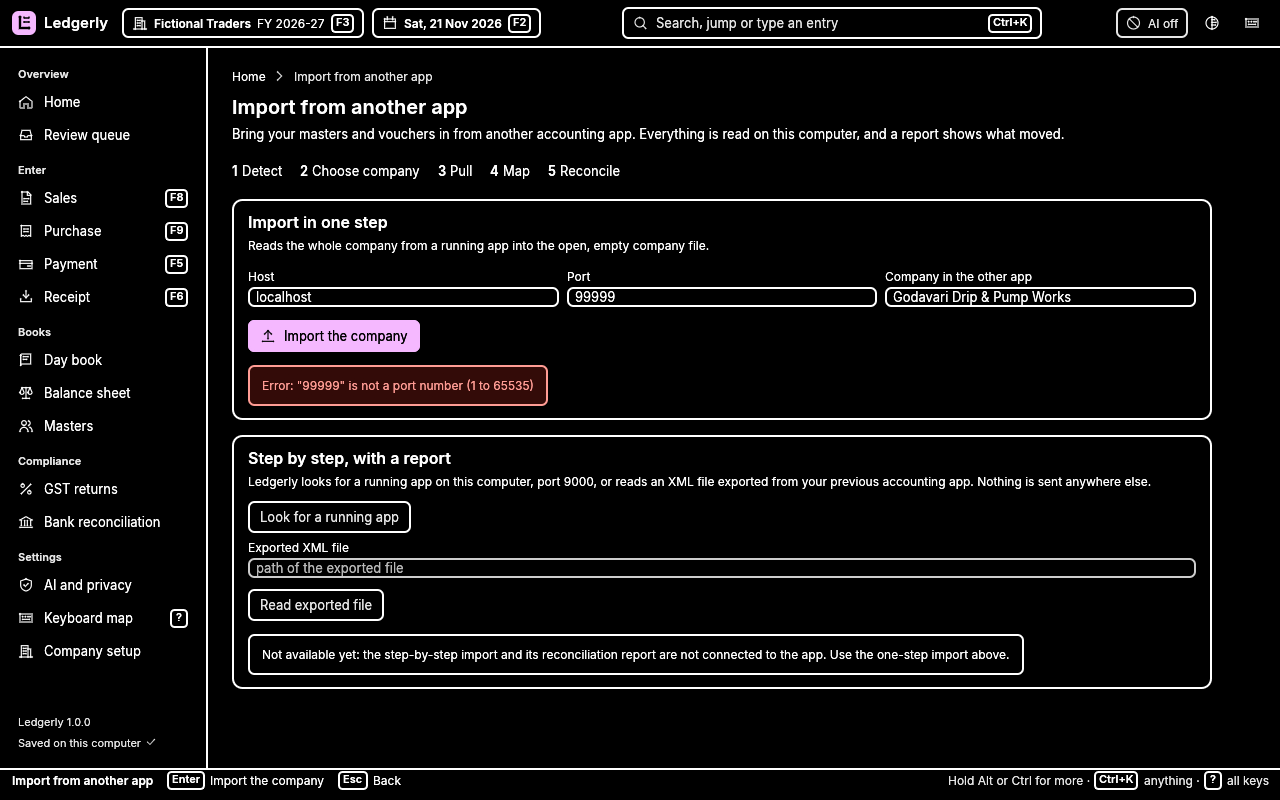 Ledgerly
Fictional Traders FY 2026-27 F3
Sat, 21 Nov 2026 F2
Search, jump or type an entry Ctrl+K
AI off
Overview
Home
Review queue
Enter
Sales F8
Purchase F9
Payment F5
Receipt F6
Books
Day book
Balance sheet
Masters
Compliance
GST returns
Bank reconciliation
Settings
AI and privacy
Keyboard map ?
Company setup
Ledgerly 1.0.0
Saved on this computer
Home Import from another app
Import from another app
Bring your masters and vouchers in from another accounting app. Everything is read on this computer, and a report shows what moved.
1 Detect 2 Choose company 3 Pull 4 Map 5 Reconcile
Import in one step
Reads the whole company from a running app into the open, empty company file.
Host Port Company in the other app
localhost 99999 Godavari Drip & Pump Works
Import the company
Error: "99999" is not a port number (1 to 65535)
Step by step, with a report
Ledgerly looks for a running app on this computer, port 9000, or reads an XML file exported from your previous accounting app. Nothing is sent anywhere else.
Look for a running app
Exported XML file
path of the exported file
Read exported file
Not available yet: the step-by-step import and its reconciliation report are not connected to the app. Use the one-step import above.
Import from another app Enter Import the company Esc Back
Hold Alt or Ctrl for more · Ctrl+K anything · ? all keys